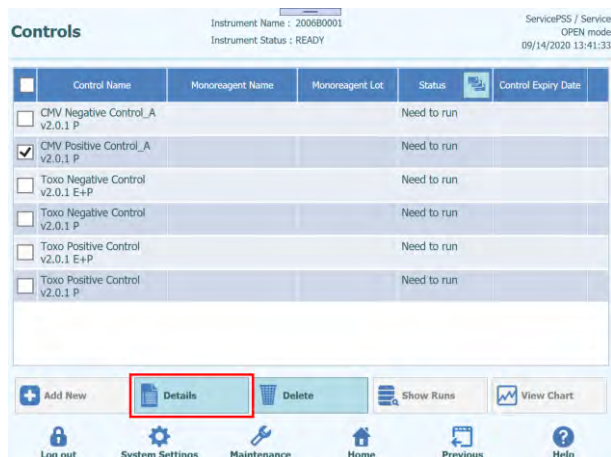 Controls
Instrument Name : 2006B0001
Instrument Status : READY
ServicePSS / Service
OPEN mode
09/14/2020 13:41:33
Control Name Monoreagent Name Monoreagent Lot Status Control Expiry Date
CMV Negative Control_A Need to run
v2.0.1 P
CMV Positive Control_A Need to run
v2.0.1 P
Toxo Negative Control Need to run
v2.0.1 E+P
Toxo Negative Control Need to run
v2.0.1 P
Toxo Positive Control Need to run
v2.0.1 E+P
Toxo Positive Control Need to run
v2.0.1 P
Add New Details Delete Show Runs View Chart
Log out System Settings Maintenance Home Previous Help